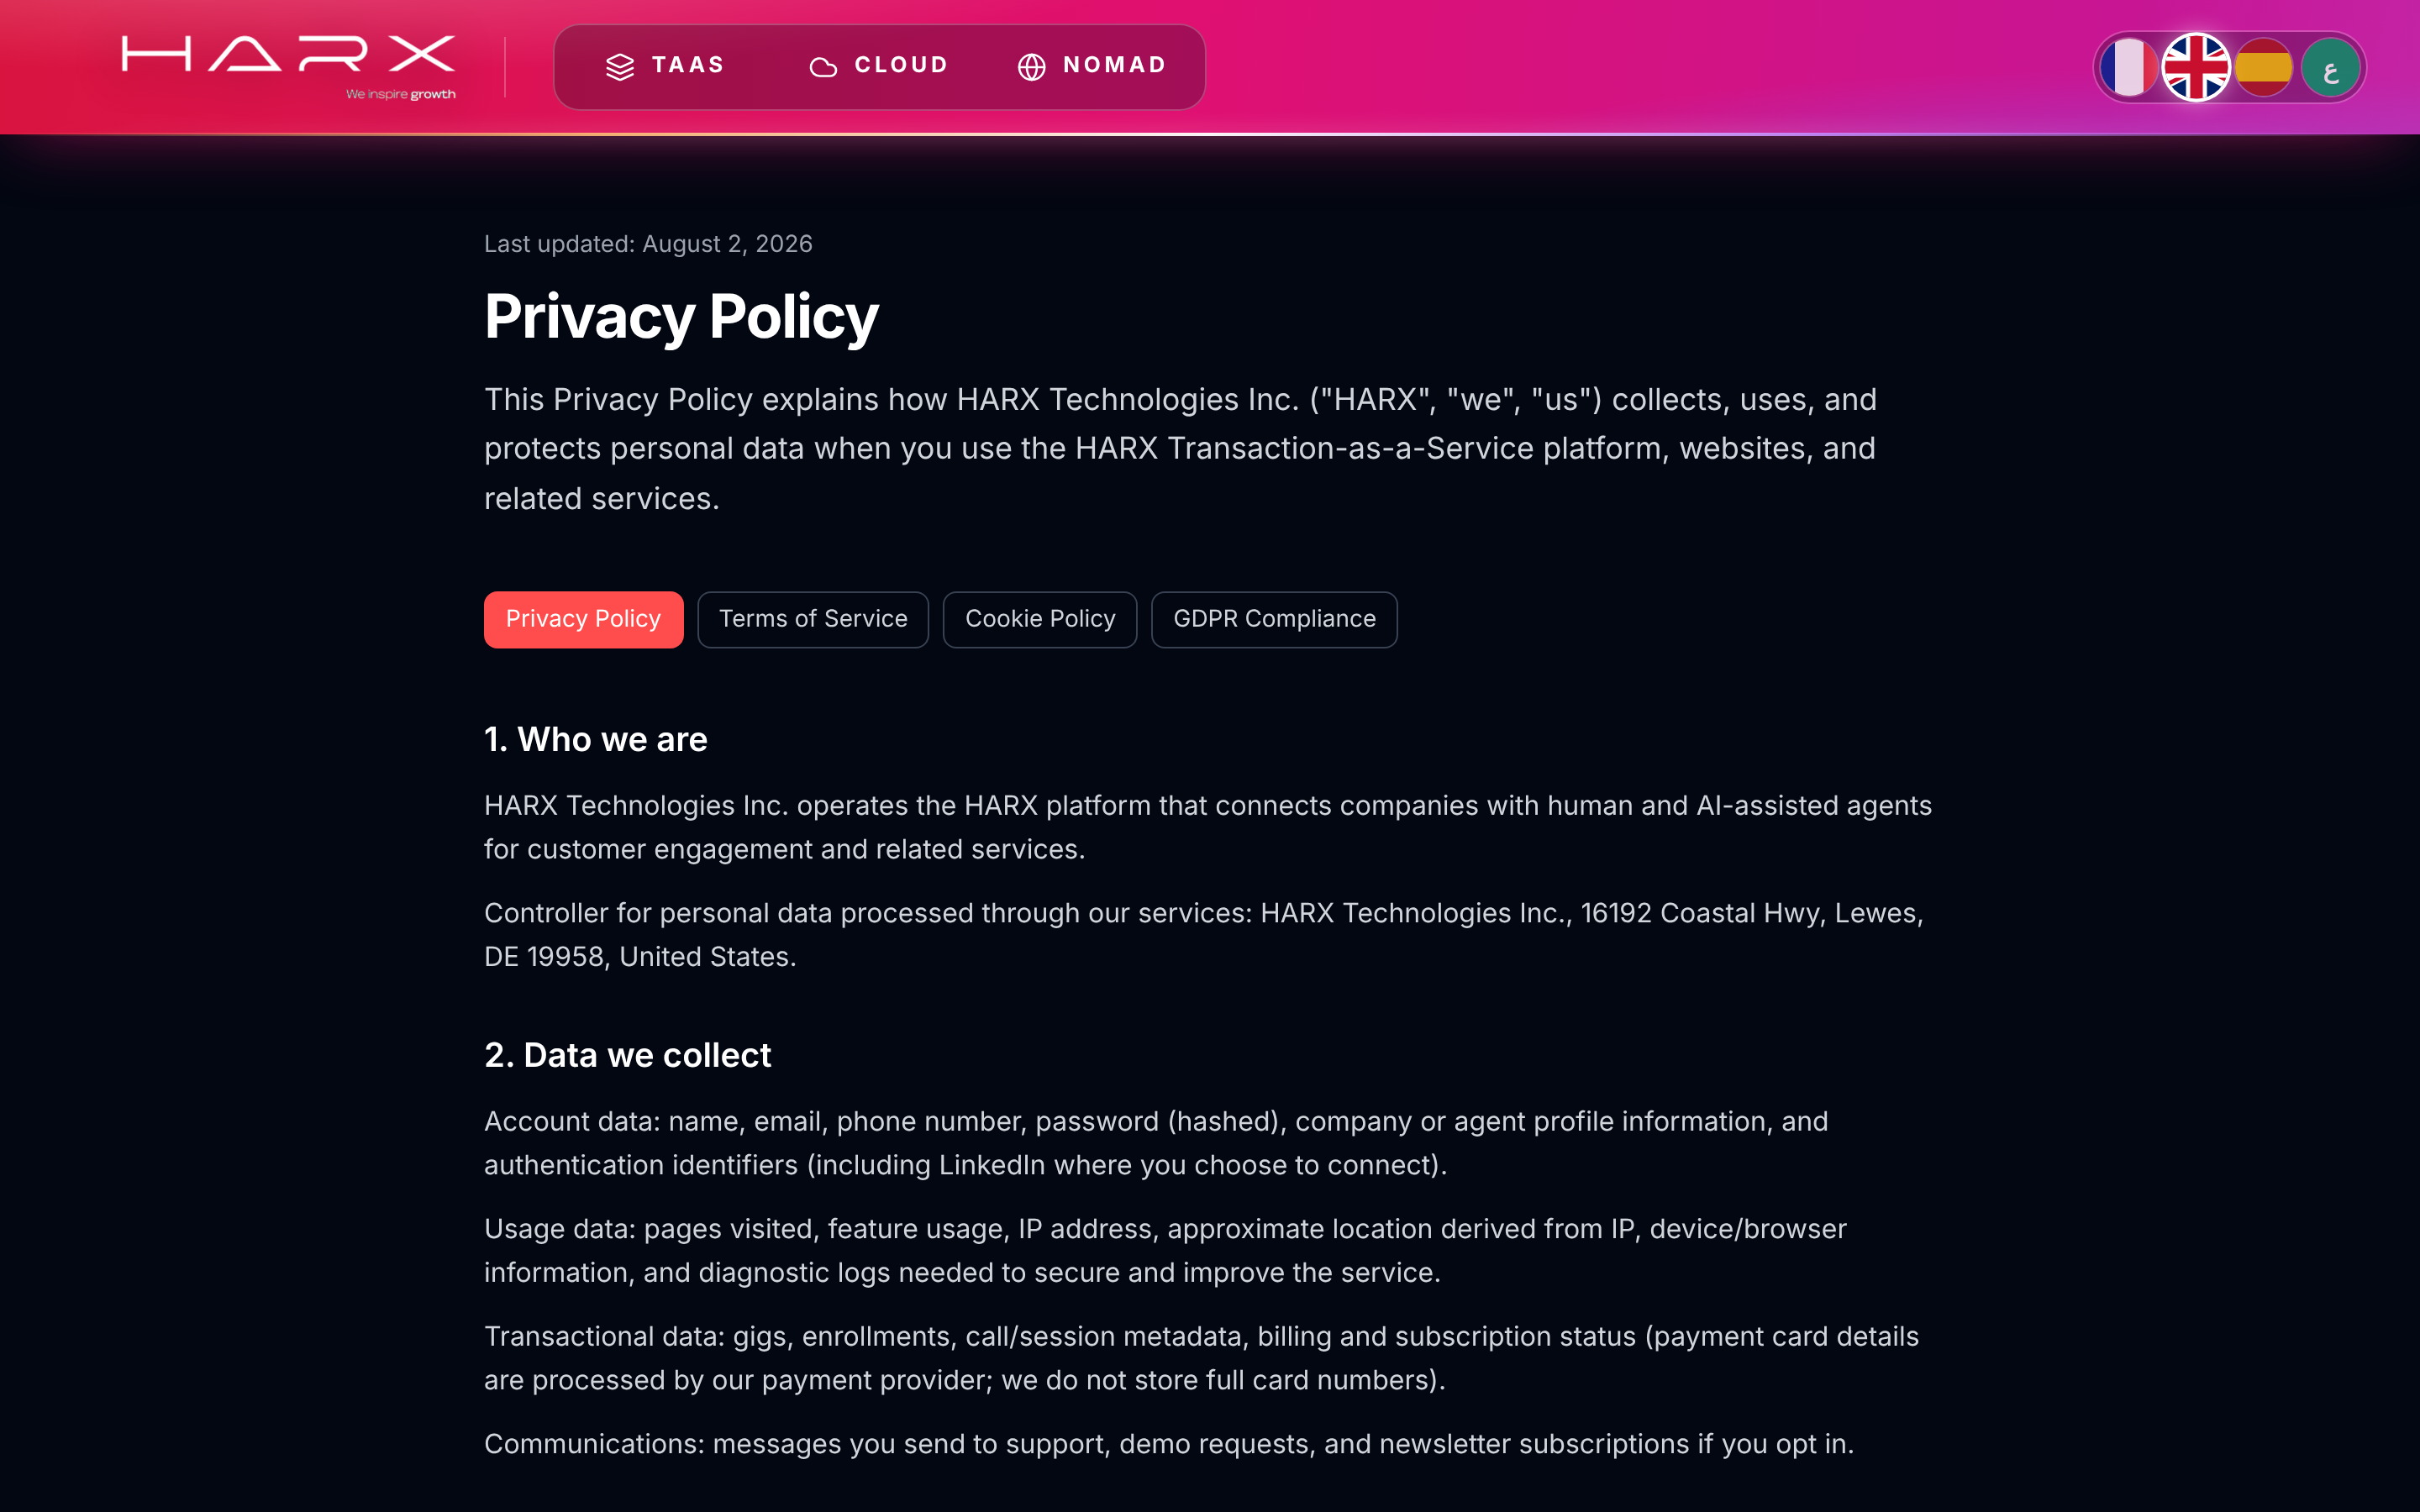 HARX
We inspire growth
TAAS
CLOUD
NOMAD
ع
Last updated: August 2, 2026
Privacy Policy
This Privacy Policy explains how HARX Technologies Inc. ("HARX", "we", "us") collects, uses, and
protects personal data when you use the HARX Transaction-as-a-Service platform, websites, and
related services.
Privacy Policy
Terms of Service
Cookie Policy
GDPR Compliance
1. Who we are
HARX Technologies Inc. operates the HARX platform that connects companies with human and AI-assisted agents
for customer engagement and related services.
Controller for personal data processed through our services: HARX Technologies Inc., 16192 Coastal Hwy, Lewes,
DE 19958, United States.
2. Data we collect
Account data: name, email, phone number, password (hashed), company or agent profile information, and
authentication identifiers (including LinkedIn where you choose to connect).
Usage data: pages visited, feature usage, IP address, approximate location derived from IP, device/browser
information, and diagnostic logs needed to secure and improve the service.
Transactional data: gigs, enrollments, call/session metadata, billing and subscription status (payment card details
are processed by our payment provider; we do not store full card numbers).
Communications: messages you send to support, demo requests, and newsletter subscriptions if you opt in.